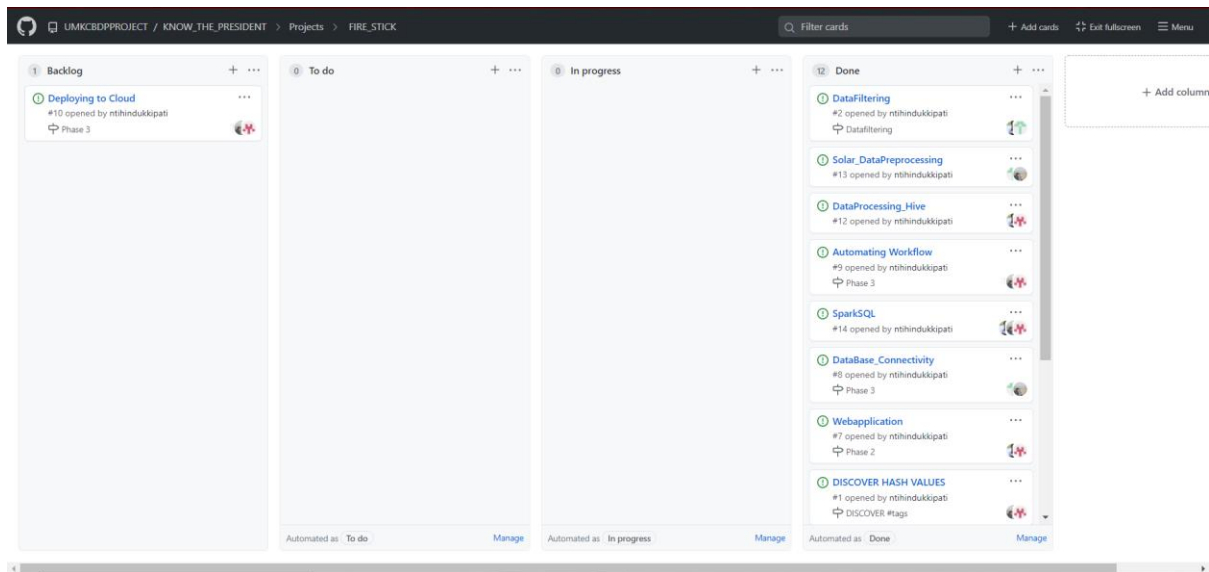 UMKCBDPPROJECT / KNOW_THE_PRESIDENT > Projects > FIRE_STICK
Filter cards
+ Add cards
Exit fullscreen
Menu
1 Backlog
Deploying to Cloud
#10 opened by ntihindukkipati
Phase 3
0 To do
Automated as To do
Manage
0 In progress
Automated as In progress
Manage
12 Done
DataFiltering
#2 opened by ntihindukkipati
Datafiltering
Solar_DataPreprocessing
#13 opened by ntihindukkipati
DataProcessing_Hive
#12 opened by ntihindukkipati
Automating Workflow
#9 opened by ntihindukkipati
Phase 3
SparkSQL
#14 opened by ntihindukkipati
DataBase_Connectivity
#8 opened by ntihindukkipati
Phase 3
Webapplication
#7 opened by ntihindukkipati
Phase 2
DISCOVER HASH VALUES
#1 opened by ntihindukkipati
DISCOVER #tags
Automated as Done
Manage
+ Add column